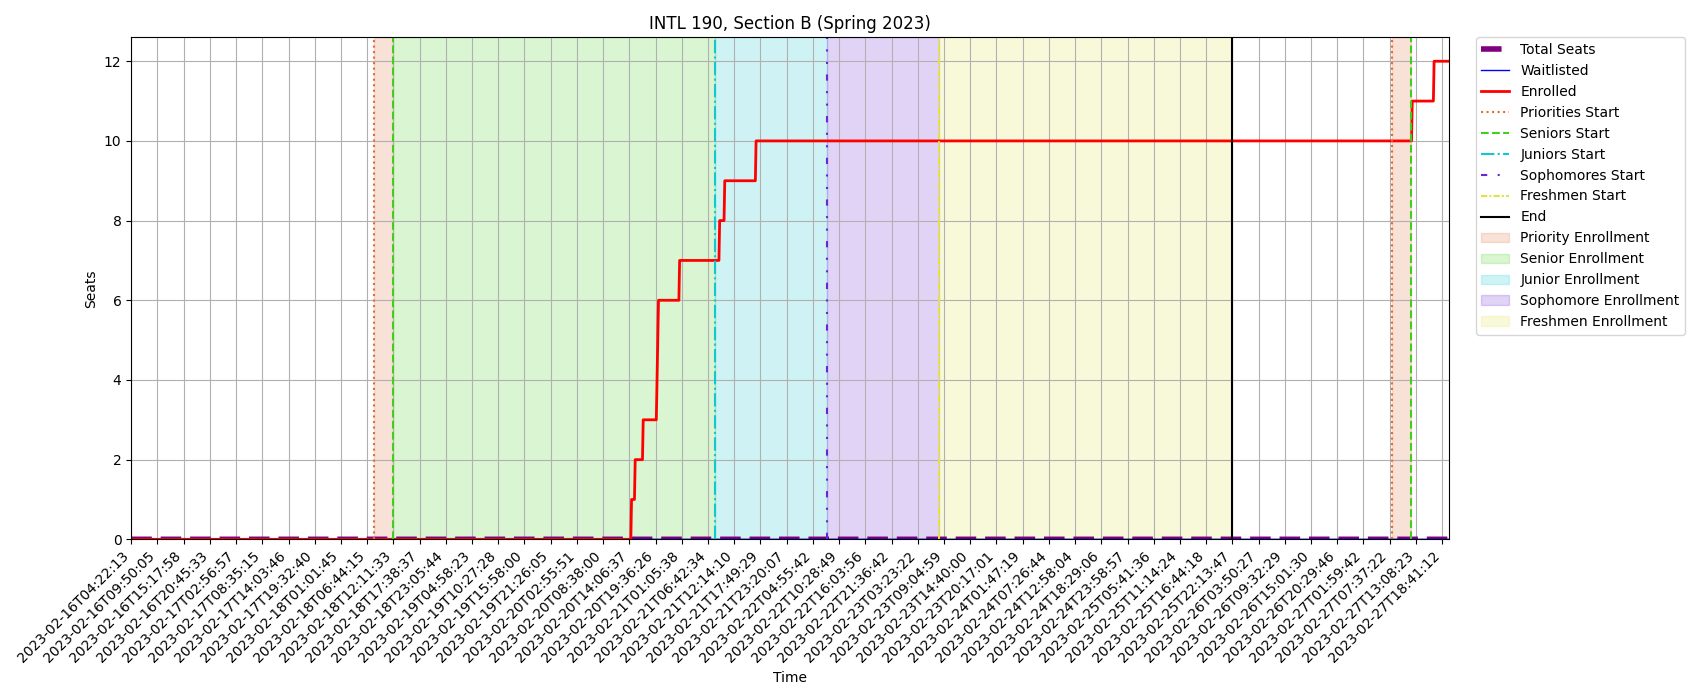 INTL 190, Section B (Spring 2023)
Seats
12
10
8
6
4
2
0
2023-02-16T04:22:13
2023-02-16T09:50:05
2023-02-16T15:17:58
2023-02-16T20:45:33
2023-02-17T02:56:57
2023-02-17T08:35:15
2023-02-17T14:03:46
2023-02-17T19:32:40
2023-02-18T01:01:45
2023-02-18T06:44:15
2023-02-18T12:11:33
2023-02-18T17:38:37
2023-02-18T23:05:44
2023-02-19T04:58:23
2023-02-19T10:27:28
2023-02-19T15:58:00
2023-02-19T21:26:05
2023-02-20T02:55:51
2023-02-20T08:38:00
2023-02-20T14:06:37
2023-02-20T19:36:26
2023-02-21T01:05:38
2023-02-21T06:42:34
2023-02-21T12:14:10
2023-02-21T17:49:29
2023-02-21T23:20:07
2023-02-22T04:55:42
2023-02-22T10:28:49
2023-02-22T16:03:56
2023-02-22T21:36:42
2023-02-23T03:23:22
2023-02-23T09:04:59
2023-02-23T14:40:00
2023-02-23T20:17:01
2023-02-24T01:47:19
2023-02-24T07:26:44
2023-02-24T12:58:04
2023-02-24T18:29:06
2023-02-24T23:58:57
2023-02-25T05:41:36
2023-02-25T11:14:24
2023-02-25T16:44:18
2023-02-25T22:13:47
2023-02-26T03:50:27
2023-02-26T09:32:29
2023-02-26T15:01:30
2023-02-26T20:29:46
2023-02-27T01:59:42
2023-02-27T07:37:22
2023-02-27T13:08:23
2023-02-27T18:41:12
Time
Total Seats
Waitlisted
Enrolled
Priorities Start
Seniors Start
Juniors Start
Sophomores Start
Freshmen Start
End
Priority Enrollment
Senior Enrollment
Junior Enrollment
Sophomore Enrollment
Freshmen Enrollment